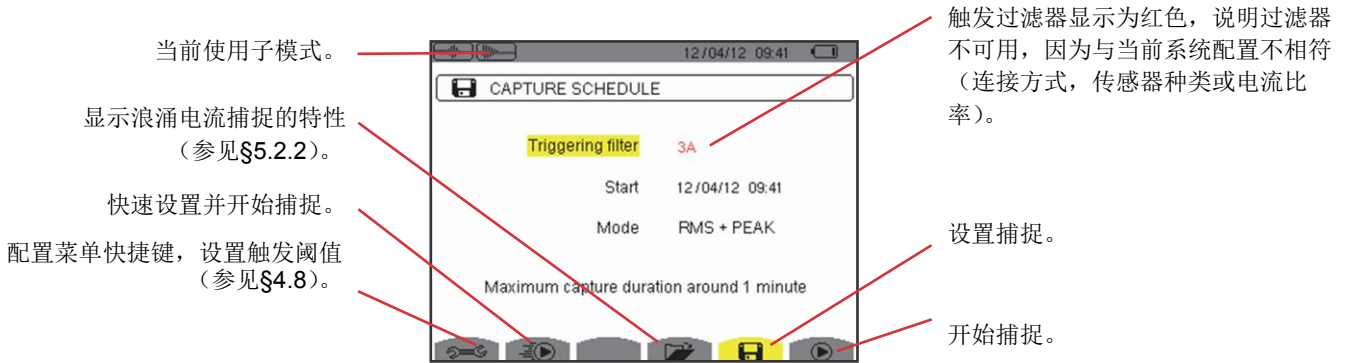 当前使用子模式。
显示浪涌电流捕捉的特性
（参见§5.2.2）。
快速设置并开始捕捉。
配置菜单快捷键，设置触发阈值
（参见§4.8）。
12/04/12 09:41
CAPTURE SCHEDULE
Triggering filter 3A
Start 12/04/12 09:41
Mode RMS + PEAK
Maximum capture duration around 1 minute
触发过滤器显示为红色，说明过滤器
不可用，因为与当前系统配置不相符
（连接方式，传感器种类或电流比
率）。
设置捕捉。
开始捕捉。